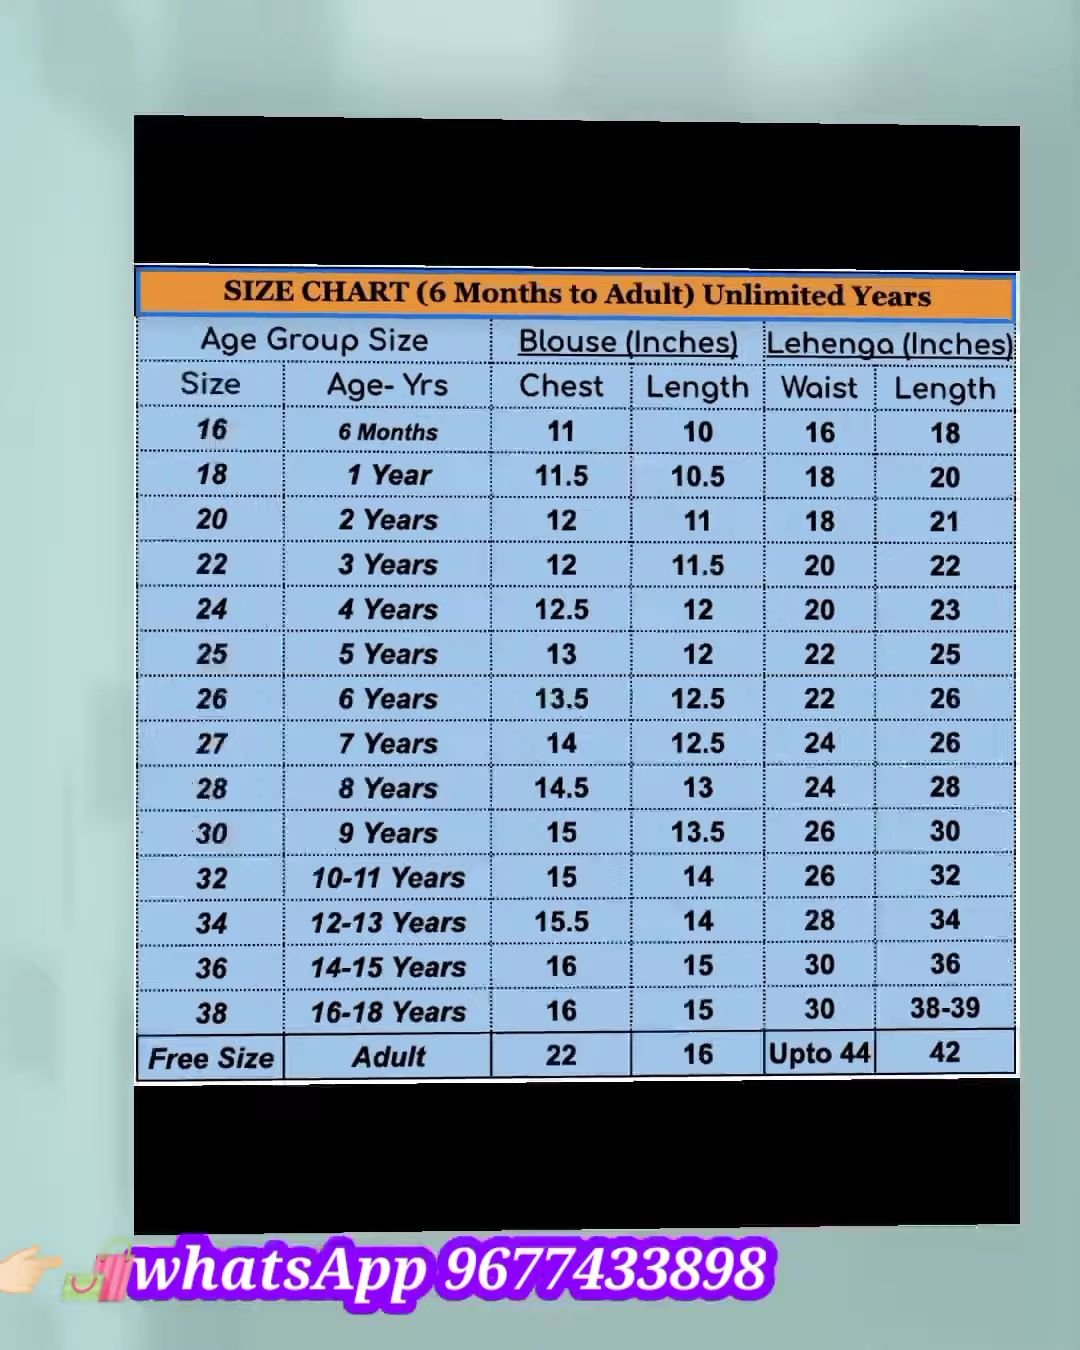 SIZE CHART (6 Months to Adult) Unlimited Years
Age Group Size Blouse (Inches) Lehenga (Inches)
Size Age- Yrs Chest Length Waist Length
16 6 Months 11 10 16 18
18 1 Year 11.5 10.5 18 20
20 2 Years 12 11 18 21
22 3 Years 12 11.5 20 22
24 4 Years 12.5 12 20 23
25 5 Years 13 12 22 25
26 6 Years 13.5 12.5 22 26
27 7 Years 14 12.5 24 26
28 8 Years 14.5 13 24 28
30 9 Years 15 13.5 26 30
32 10-11 Years 15 14 26 32
34 12-13 Years 15.5 14 28 34
36 14-15 Years 16 15 30 36
38 16-18 Years 16 15 30 38-39
Free Size Adult 22 16 Upto 44 42
whatsApp 9677433898